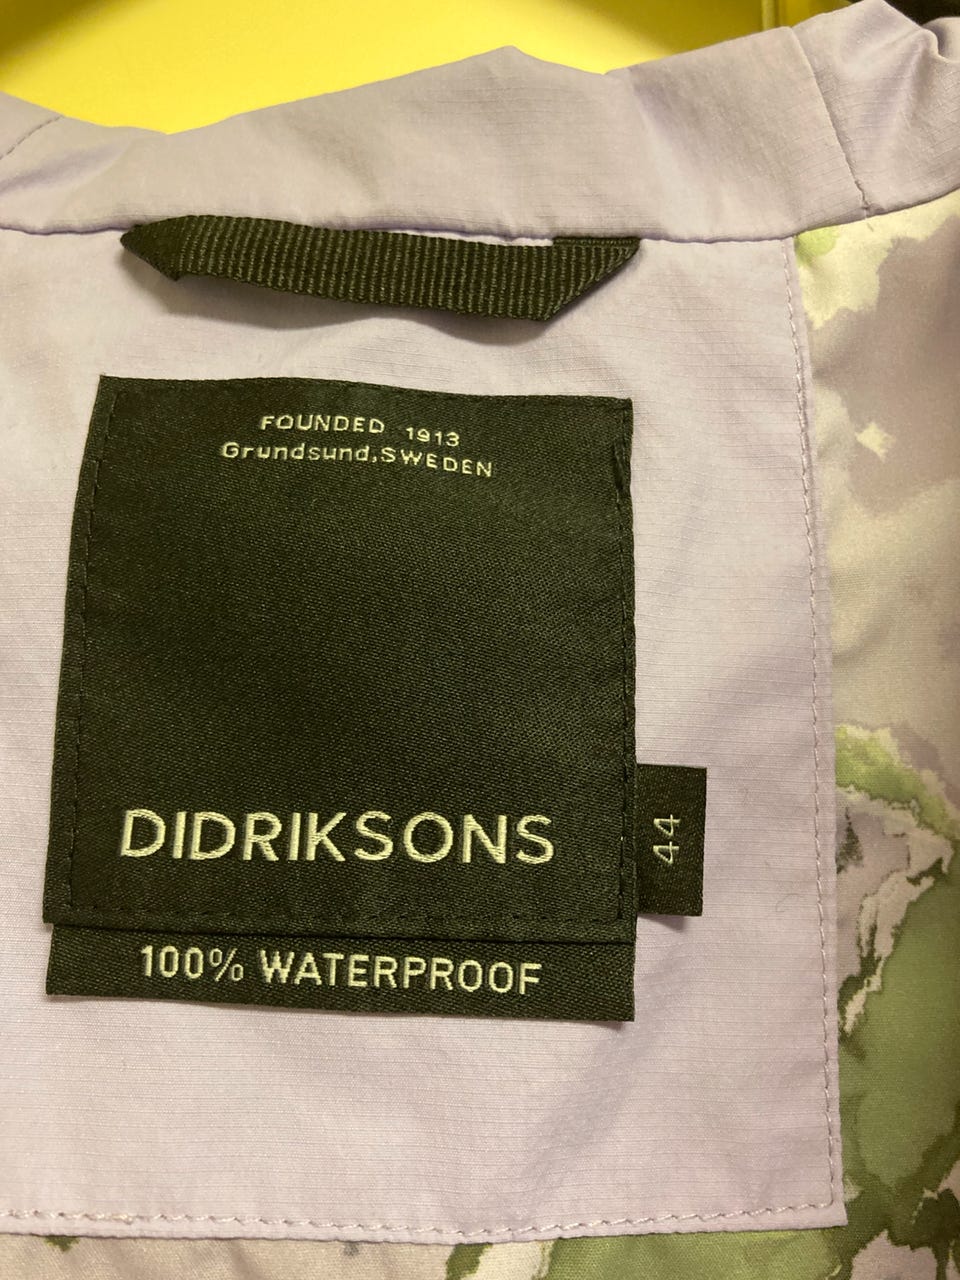 FOUNDED 1913
Grundsund,SWEDEN
DIDRIKSONS
44
100% WATERPROOF